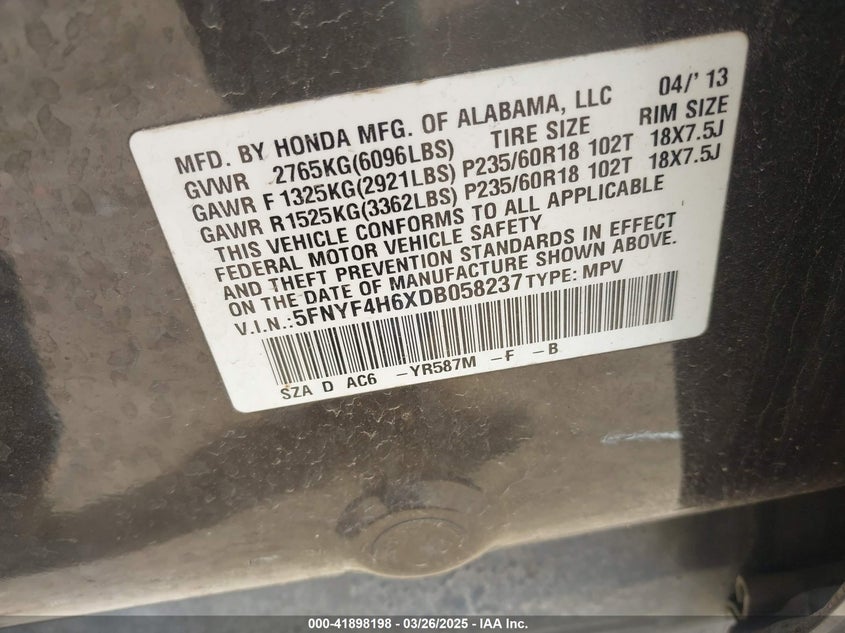 MFD. BY HONDA MFG. OF ALABAMA, LLC 04/' 13
GVWR 2765KG(6096LBS) TIRE SIZE RIM SIZE
GAWR F 1325KG(2921LBS) P235/60R18 102T 18X7.5J
GAWR R1525KG(3362LBS) P235/60R18 102T 18X7.5J
THIS VEHICLE CONFORMS TO ALL APPLICABLE
FEDERAL MOTOR VEHICLE SAFETY
AND THEFT PREVENTION STANDARDS IN EFFECT
ON THE DATE OF MANUFACTURE SHOWN ABOVE.
V.I.N.:5FNYF4H6XDB058237 TYPE: MPV
SZA D AC6 -YR587M -F -B
000-41898198 - 03/26/2025 - IAA Inc.